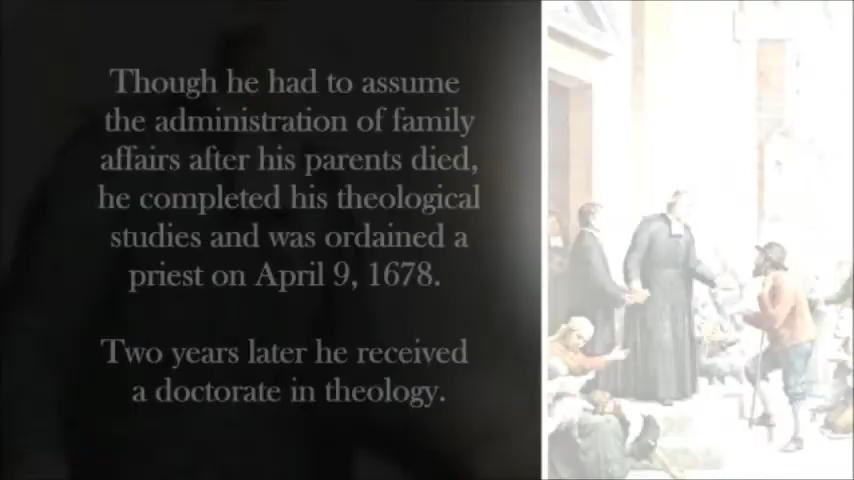 Though he had to assume
the administration of family
affairs after his parents died,
he completed his theological
studies and was ordained a
priest on April 9, 1678.
Two years later he received
a doctorate in theology.